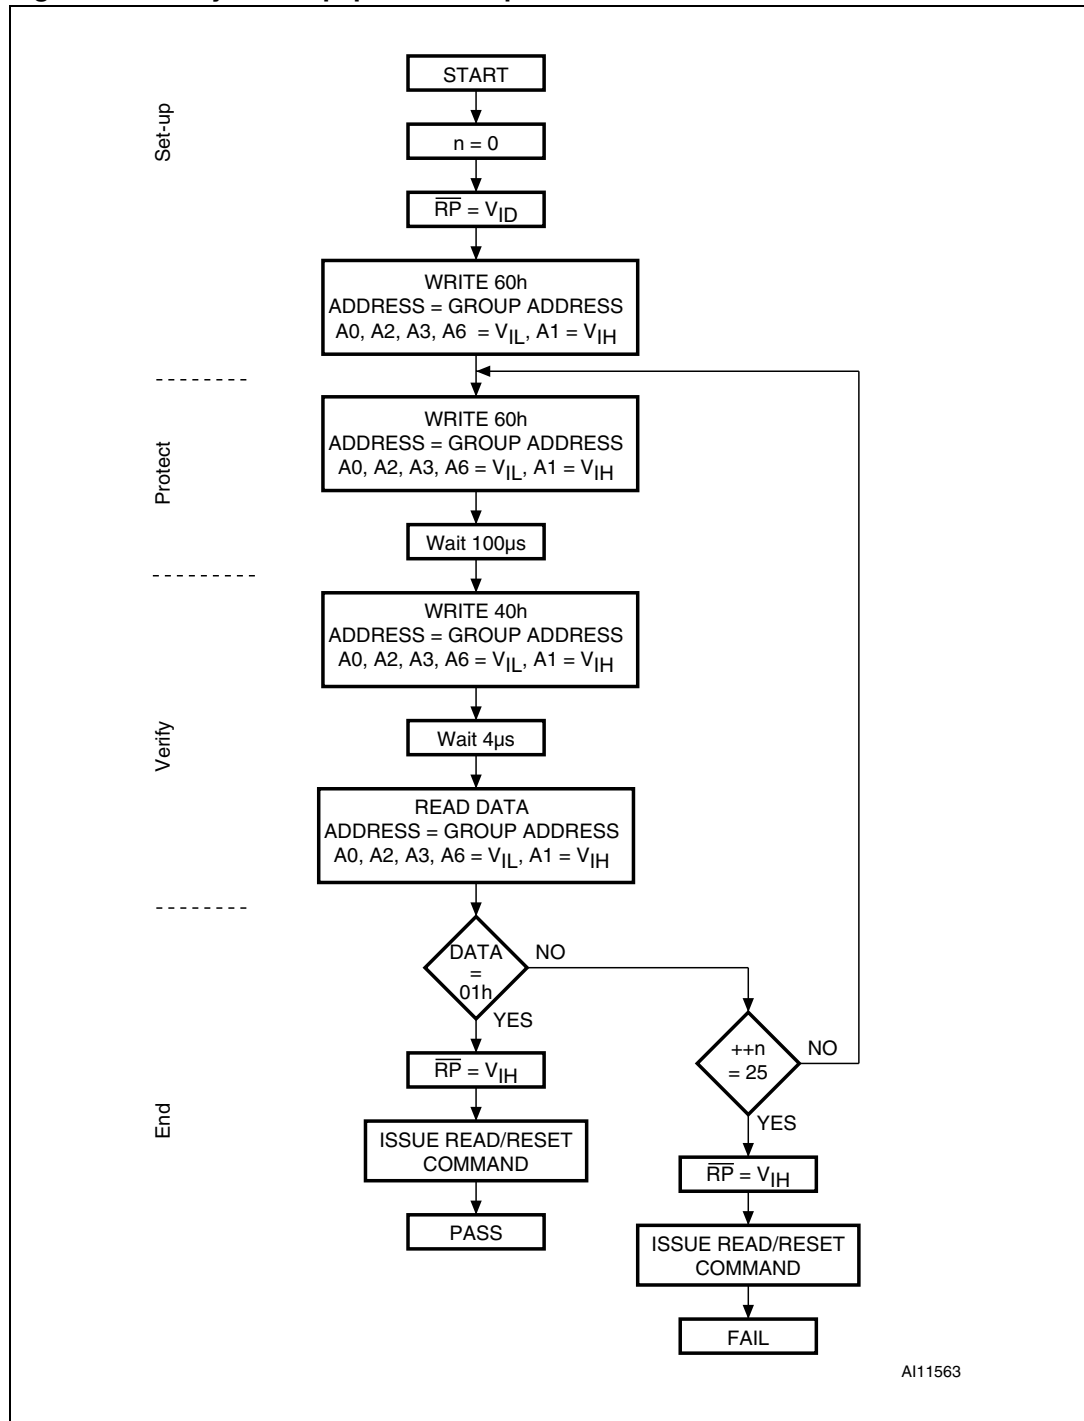 Set-up
START
n = 0
RP = VID
WRITE 60h
ADDRESS = GROUP ADDRESS
A0, A2, A3, A6 = VIL, A1 = VIH
Protect
WRITE 60h
ADDRESS = GROUP ADDRESS
A0, A2, A3, A6 = VIL, A1 = VIH
Wait 100µs
Verify
WRITE 40h
ADDRESS = GROUP ADDRESS
A0, A2, A3, A6 = VIL, A1 = VIH
Wait 4µs
READ DATA
ADDRESS = GROUP ADDRESS
A0, A2, A3, A6 = VIL, A1 = VIH
End
DATA
=
01h
NO
YES
++n
= 25
NO
YES
RP = VIH
ISSUE READ/RESET
COMMAND
PASS
RP = VIH
ISSUE READ/RESET
COMMAND
FAIL
AI11563